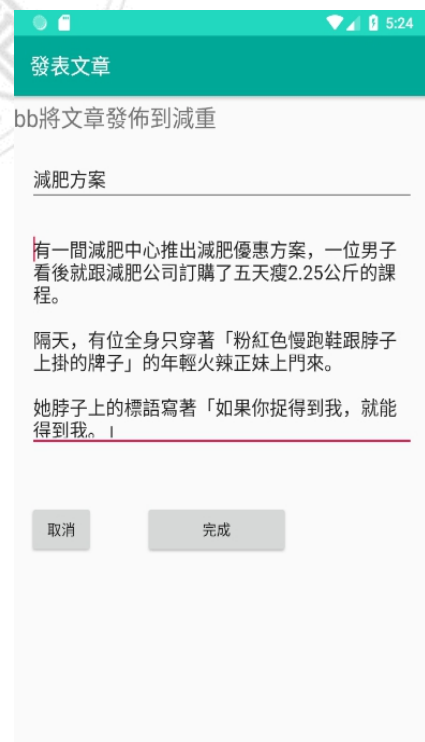 5:24
發表文章
bb將文章發佈到減重
減肥方案
有一間減肥中心推出減肥優惠方案，一位男子
看後就跟減肥公司訂購了五天瘦2.25公斤的課
程。
隔天，有位全身只穿著「粉紅色慢跑鞋跟脖子
上掛的牌子」的年輕火辣正妹上門來。
她脖子上的標語寫著「如果你捉得到我，就能
得到我。」
取消
完成